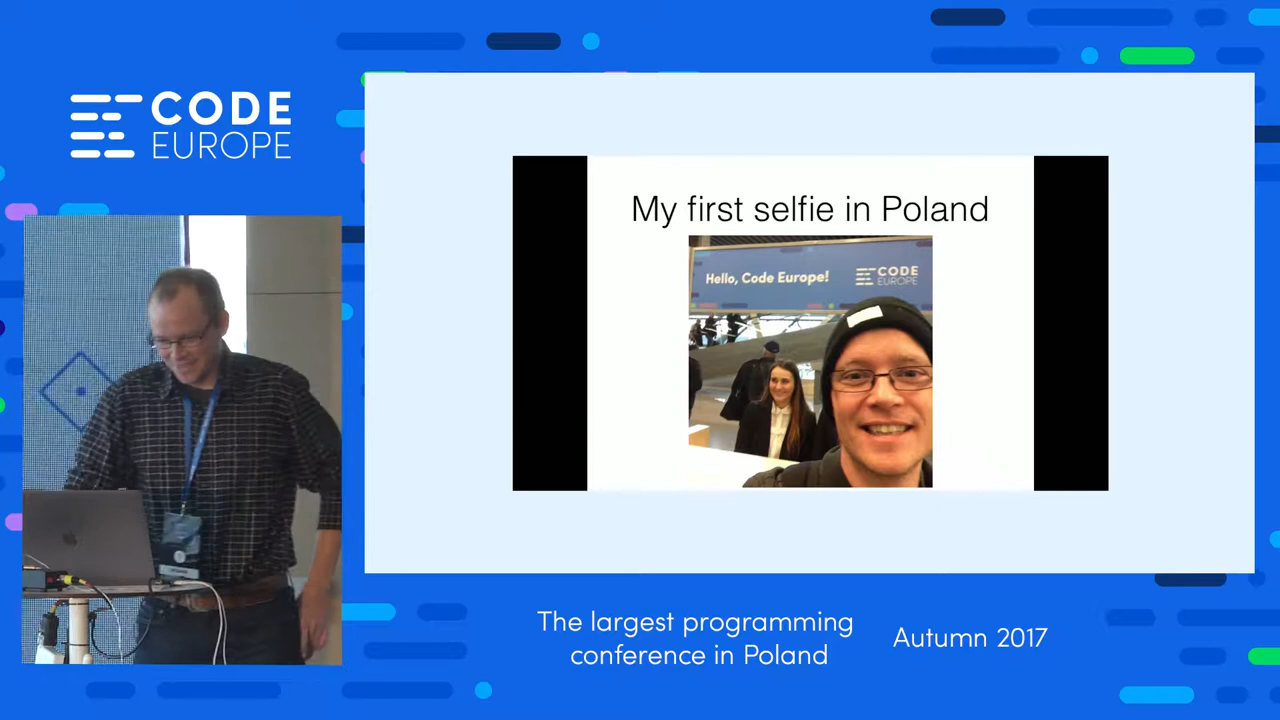 CODE
EUROPE
My first selfie in Poland
Hello, Code Europe!
CODE
EUROPE
The largest programming
conference in Poland
Autumn 2017